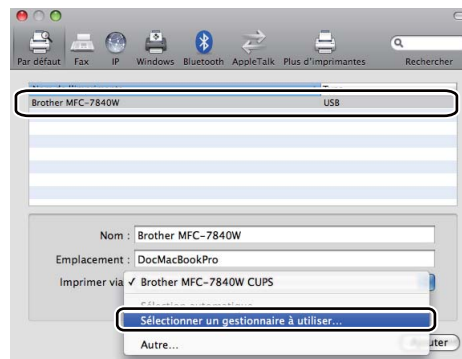 Par défaut Fax IP Windows Bluetooth AppleTalk Plus d'imprimantes Rechercher
Brother MFC-7840W USB
Nom : Brother MFC-7840W
Emplacement : DocMacBookPro
Imprimer via ✓ Brother MFC-7840W CUPS
Sélectionner un gestionnaire à utiliser...
Autre...